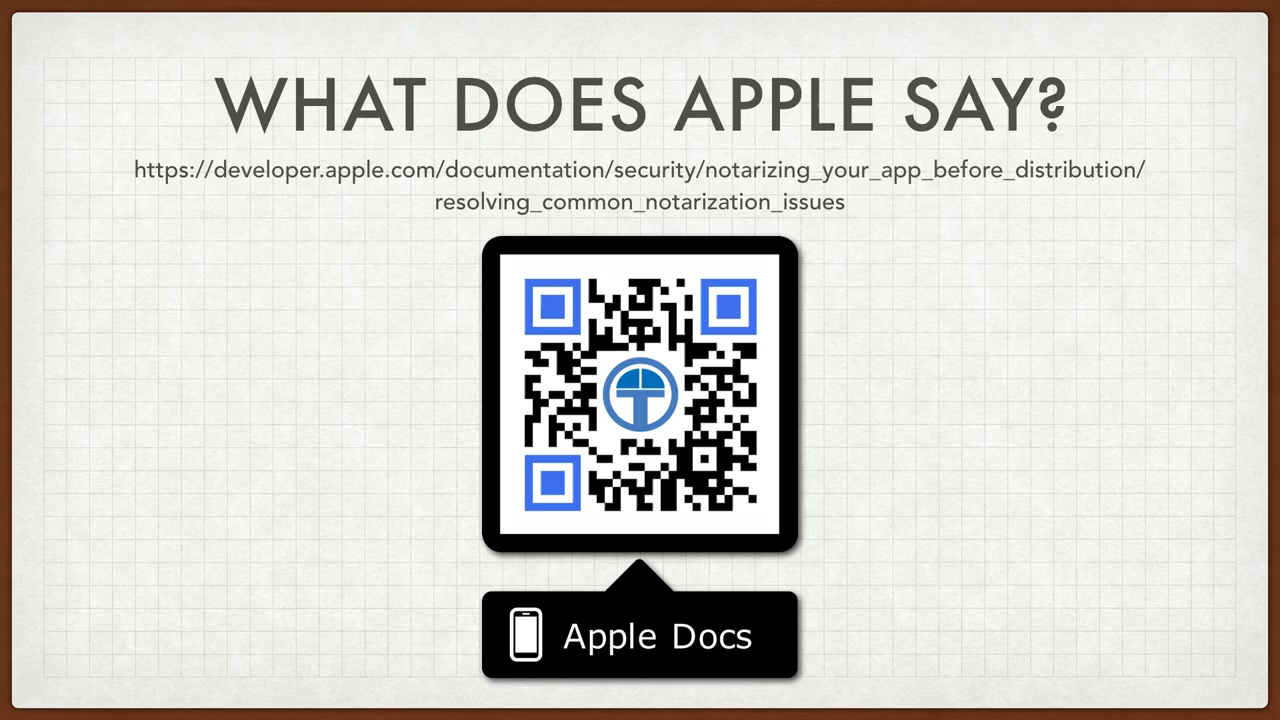 WHAT DOES APPLE SAY?
https://developer.apple.com/documentation/security/notarizing_your_app_before_distribution/
resolving_common_notarization_issues
Apple Docs